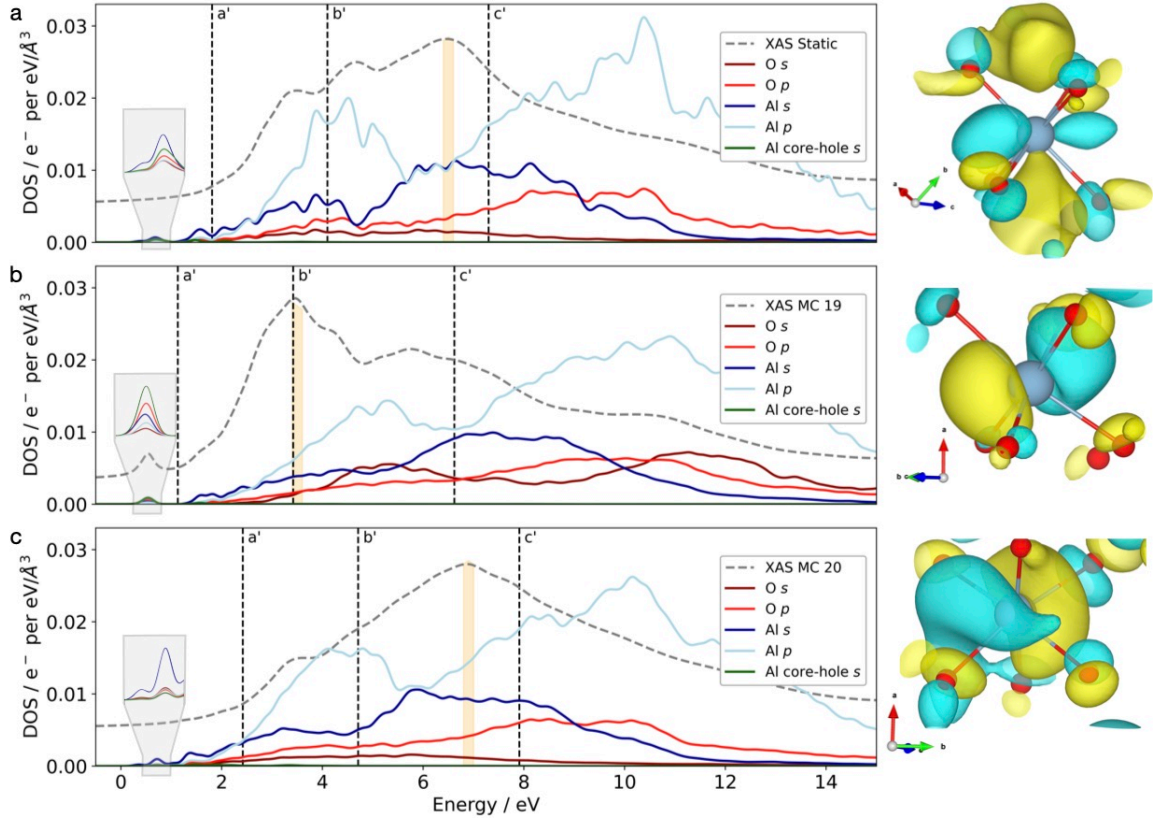 a
DOS / e⁻ per eV/Å³
0.03
0.02
0.01
0.00
a'
b'
c'
XAS Static
O s
O p
Al s
Al p
Al core-hole s
a
b
c
b
DOS / e⁻ per eV/Å³
0.03
0.02
0.01
0.00
a'
b'
c'
XAS MC 19
O s
O p
Al s
Al p
Al core-hole s
a
b
c
c
DOS / e⁻ per eV/Å³
0.03
0.02
0.01
0.00
a'
b'
c'
XAS MC 20
O s
O p
Al s
Al p
Al core-hole s
a
b
0 2 4 6 8 10 12 14
Energy / eV